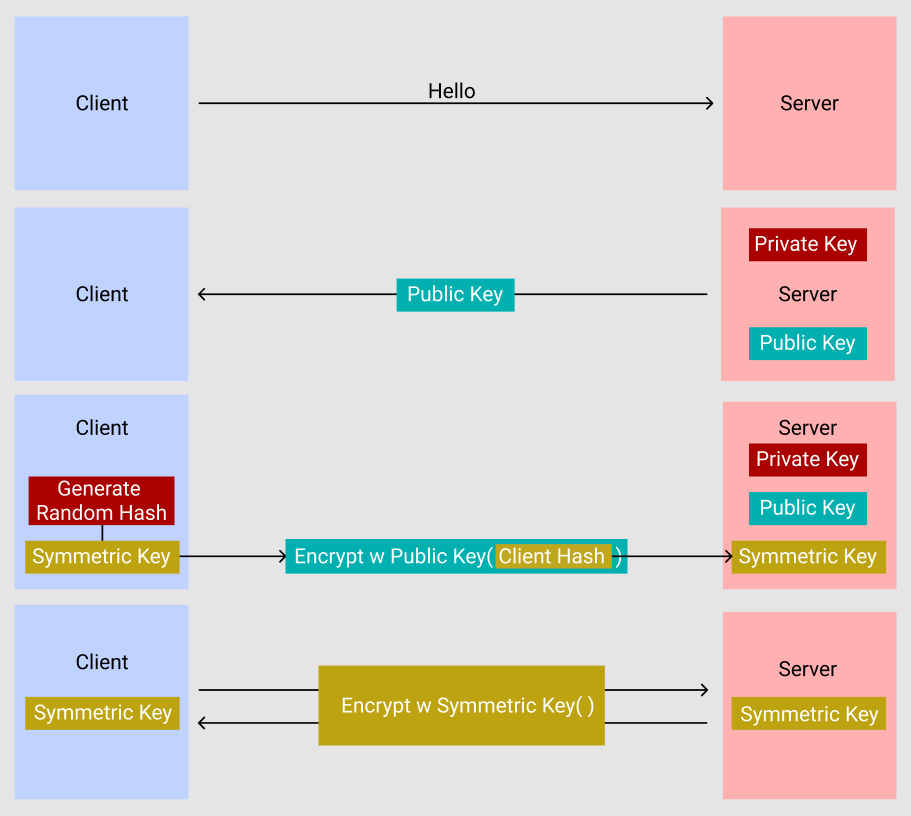 Hello
Client
Server
Private Key
Client
Public Key
Server
Public Key
Client
Server
Private Key
Generate
Random Hash
Public Key
Symmetric Key
Encrypt w Public Key( Client Hash )
Symmetric Key
Client
Server
Symmetric Key
Encrypt w Symmetric Key( )
Symmetric Key